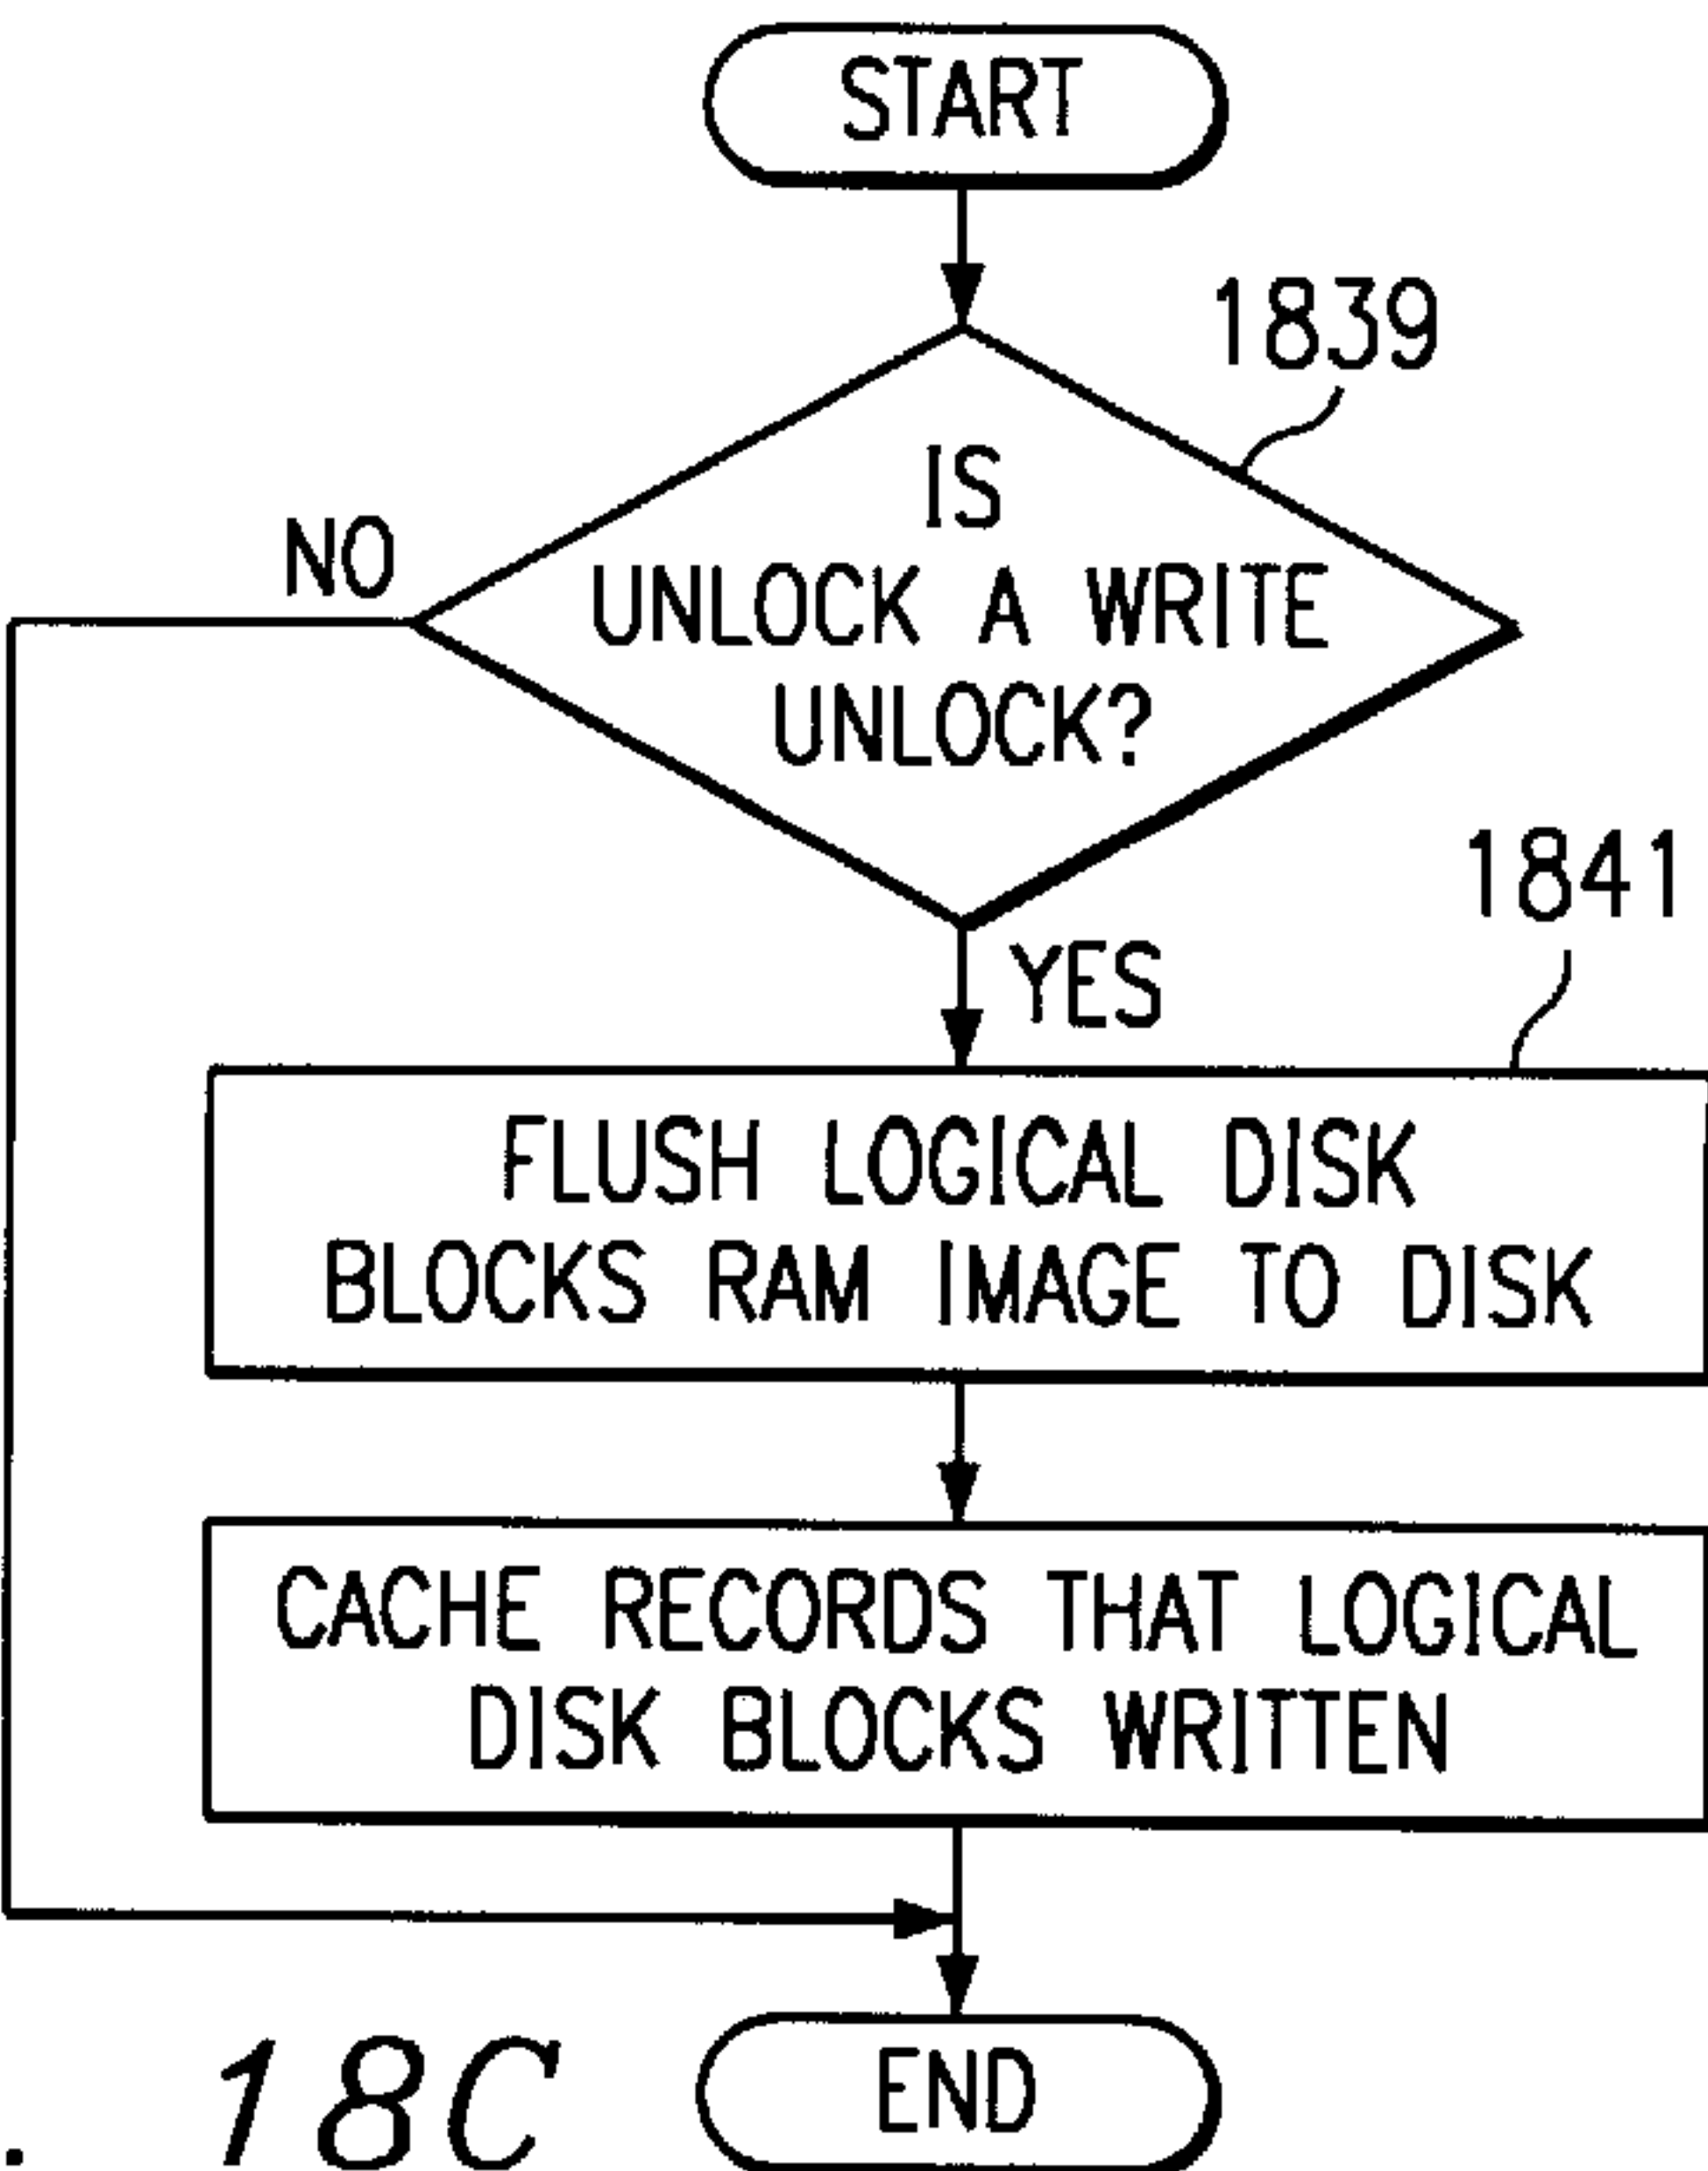 START
1839
IS
UNLOCK A WRITE
UNLOCK?
NO
YES
1841
FLUSH LOGICAL DISK
BLOCKS RAM IMAGE TO DISK
CACHE RECORDS THAT LOGICAL
DISK BLOCKS WRITTEN
END
. 18C